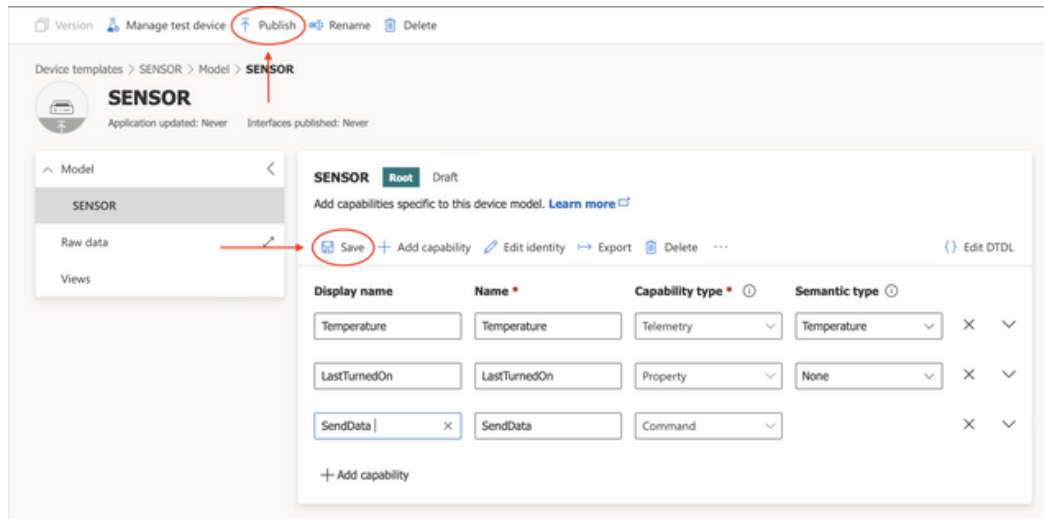 Version Manage test device Publish Rename Delete
Device templates > SENSOR > Model > SENSOR
SENSOR
Application updated: Never Interfaces published: Never
Model
SENSOR
Raw data
Views
SENSOR Root Draft
Add capabilities specific to this device model. Learn more
Save Add capability Edit identity Export Delete ...
{} Edit DTDL
Display name Name * Capability type * Semantic type
Temperature Temperature Telemetry Temperature
LastTurnedOn LastTurnedOn Property None
SendData SendData Command
Add capability